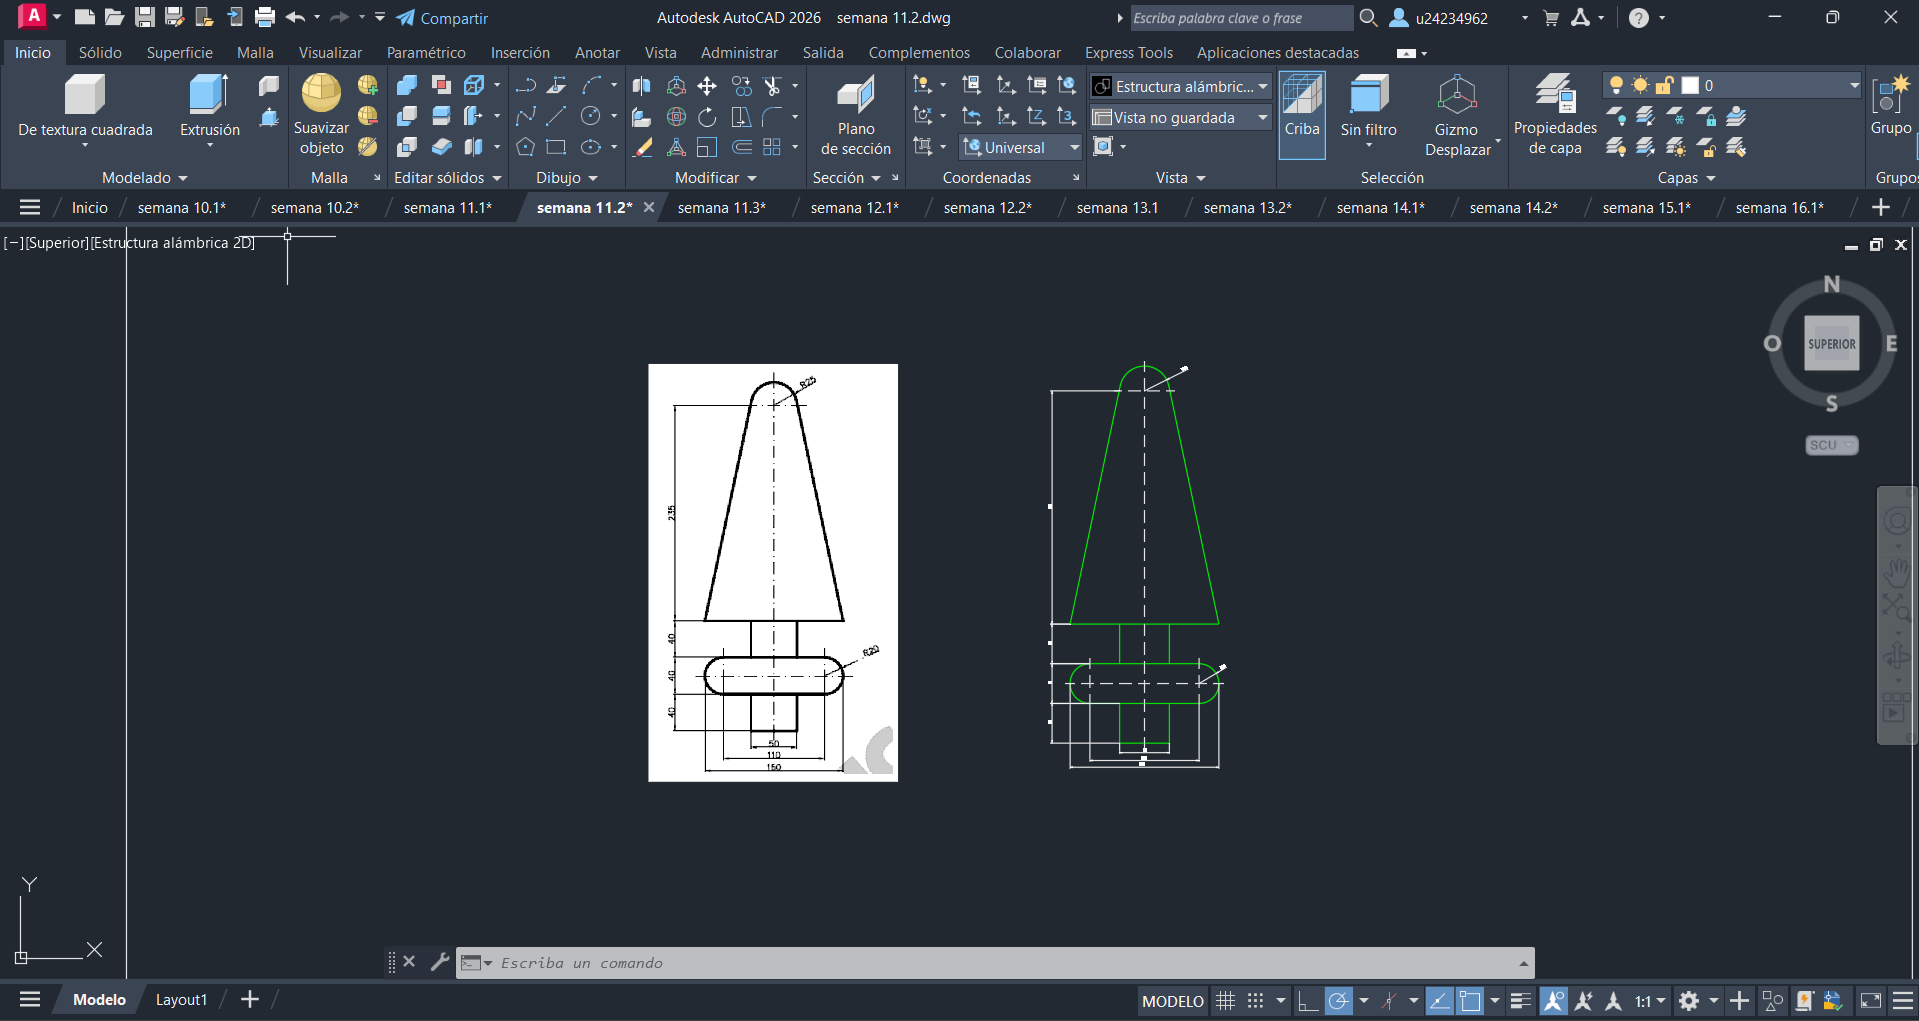 A Compartir Autodesk AutoCAD 2026 semana 11.2.dwg Escriba palabra clave o frase u24234962
Inicio Sólido Superficie Malla Visualizar Paramétrico Inserción Anotar Vista Administrar Salida Complementos Colaborar Express Tools Aplicaciones destacadas
Estructura alámbric... 0
Vista no guardada
De textura cuadrada Extrusión Suavizar objeto Plano de sección Universal Criba Sin filtro Gizmo Desplazar Propiedades de capa Grupo
Modelado Malla Editar sólidos Dibujo Modificar Sección Coordenadas Vista Selección Capas Grupos
Inicio semana 10.1* semana 10.2* semana 11.1* semana 11.2* semana 11.3* semana 12.1* semana 12.2* semana 13.1 semana 13.2* semana 14.1* semana 14.2* semana 15.1* semana 16.1*
[−][Superior][Estructura alámbrica 2D]
N
O SUPERIOR E
S
SCU
R25
235
40
R20
40
40
50
110
150
Y
X
Escriba un comando
Modelo Layout1 MODELO 1:1